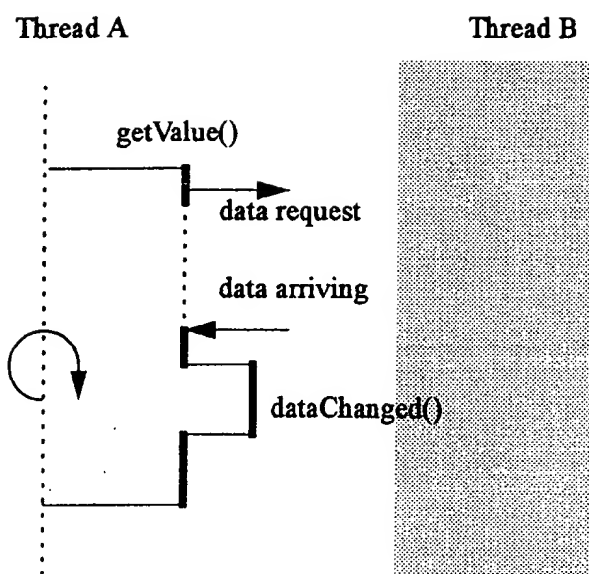 Thread A
Thread B
getValue()
data request
data arriving
dataChanged()